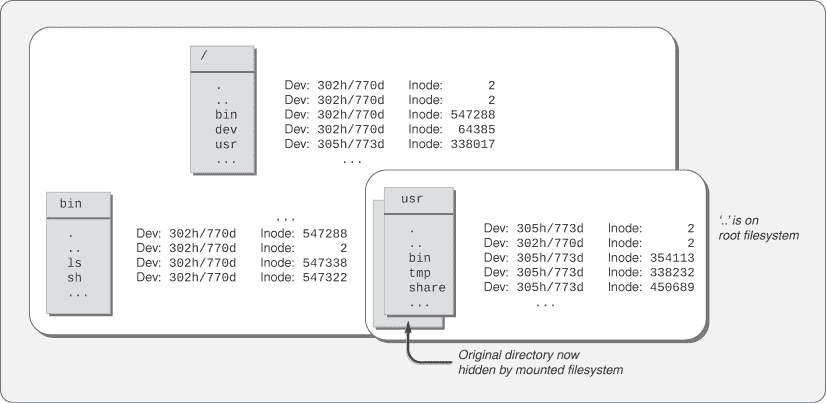 /
. Dev: 302h/770d Inode: 2
.. Dev: 302h/770d Inode: 2
bin Dev: 302h/770d Inode: 547288
dev Dev: 302h/770d Inode: 64385
usr Dev: 305h/773d Inode: 338017
... ...
bin
...
. Dev: 302h/770d Inode: 547288
.. Dev: 302h/770d Inode: 2
ls Dev: 302h/770d Inode: 547338
sh Dev: 302h/770d Inode: 547322
...
usr
. Dev: 305h/773d Inode: 2
.. Dev: 302h/770d Inode: 2
bin Dev: 305h/773d Inode: 354113
tmp Dev: 305h/773d Inode: 338232
share Dev: 305h/773d Inode: 450689
... ...
‘..’ is on
root filesystem
Original directory now
hidden by mounted filesystem